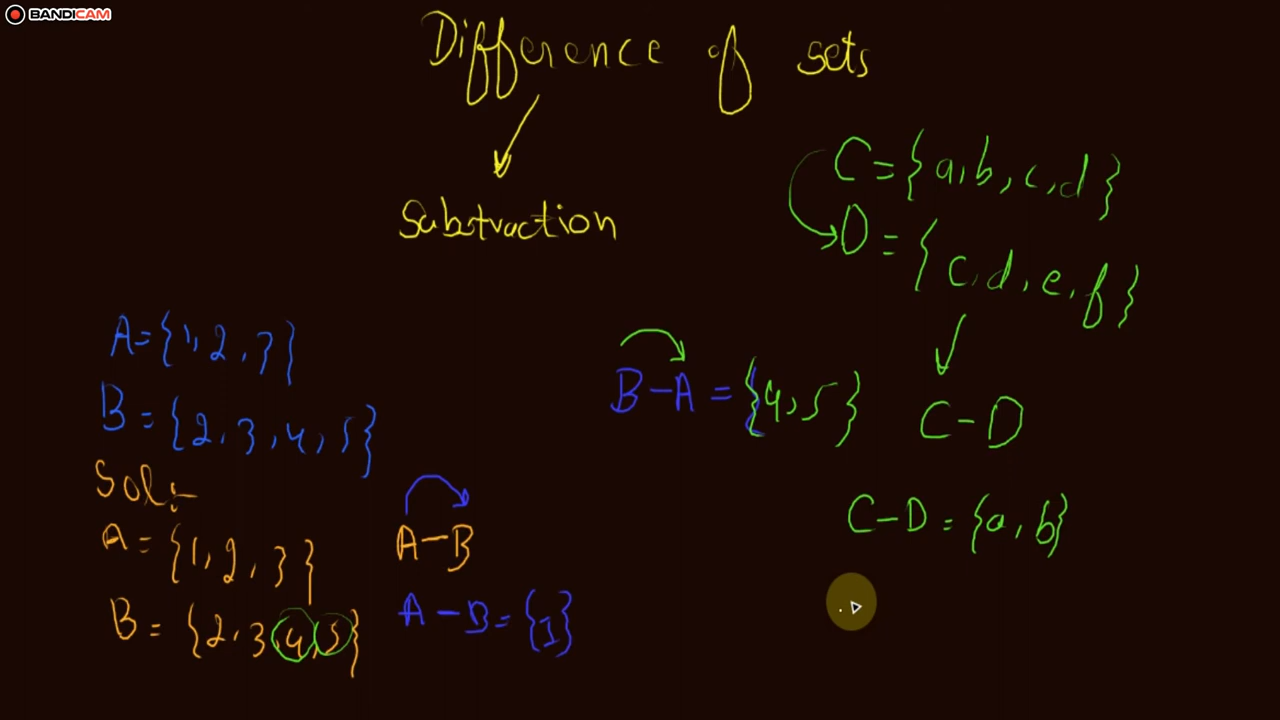 BANDICAM
Difference of sets
Substraction
A={1,2,3}
B={2,3,4,5}
Sol:-
A={1,2,3}
B={2,3,4,5}
A-B
A-B={1}
B-A={4,5}
C={a,b,c,d}
D={c,d,e,f}
C-D
C-D={a,b}